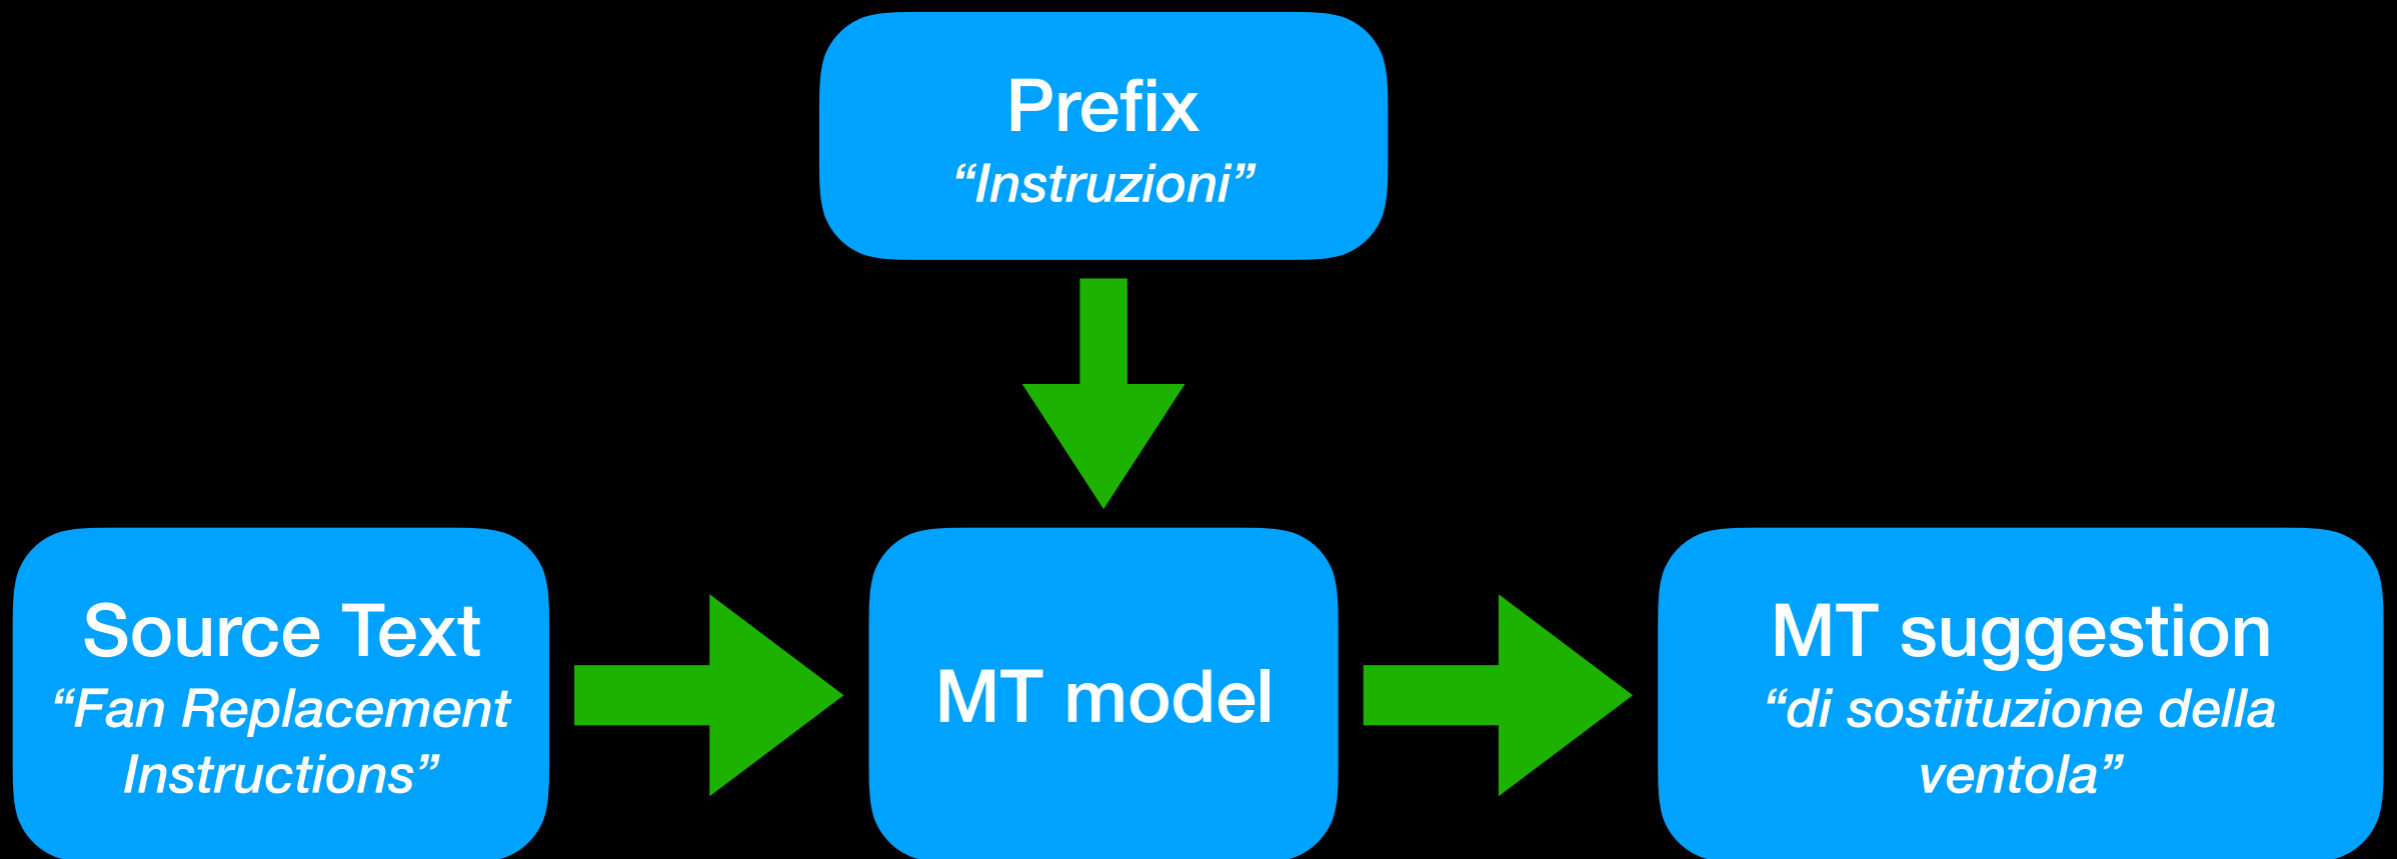 Prefix
“Instruzioni”
Source Text
“Fan Replacement
Instructions”
MT model
MT suggestion
“di sostituzione della
ventola”